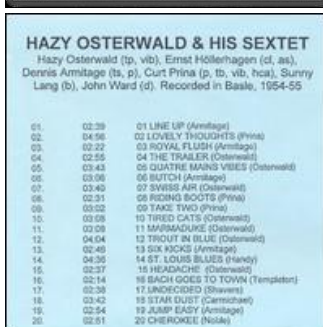 HAZY OSTERWALD & HIS SEXTET
Hazy Osterwald (tp, vib), Ernst Höllerhagen (cl, as),
Dennis Armitage (ts, p), Curt Prina (p, tb, vib, hca), Sunny
Lang (b), John Ward (d). Recorded in Basle, 1954-55
01. 02:39 01 LINE UP (Armitage)
02. 04:56 02 LOVELY THOUGHTS (Prina)
03. 02:22 03 ROYAL FLUSH (Armitage)
04. 02:55 04 THE TRAILER (Osterwald)
05. 03:43 05 QUATRE MAINS VIBES (Osterwald)
06. 03:06 06 BUTCH (Armitage)
07. 03:40 07 SWISS AIR (Osterwald)
08. 02:31 08 RIDING BOOTS (Prina)
09. 03:02 09 TAKE TWO (Prina)
10. 03:08 10 TIRED CATS (Osterwald)
11. 03:09 11 MARMADUKE (Osterwald)
12. 04:04 12 TROUT IN BLUE (Osterwald)
13. 02:46 13 SIX KICKS (Armitage)
14. 04:36 14 ST. LOUIS BLUES (Handy)
15. 02:37 15 HEADACHE (Osterwald)
16. 02:14 16 BACH GOES TO TOWN (Templeton)
17. 02:38 17 UNDECIDED (Shavers)
18. 03:42 18 STAR DUST (Carmichael)
19. 02:54 19 JUMP EASY (Armitage)
20. 02:51 20 CHEROKEE (Noble)